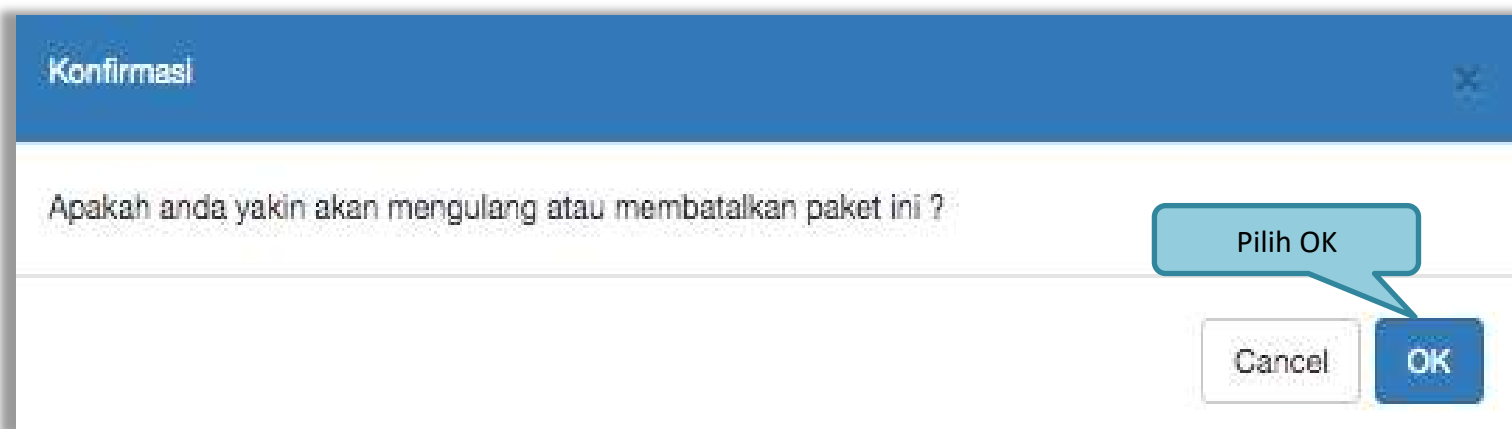 Konfirmasi
×
Apakah anda yakin akan mengulang atau membatalkan paket ini ?
Pilih OK
Cancel
OK